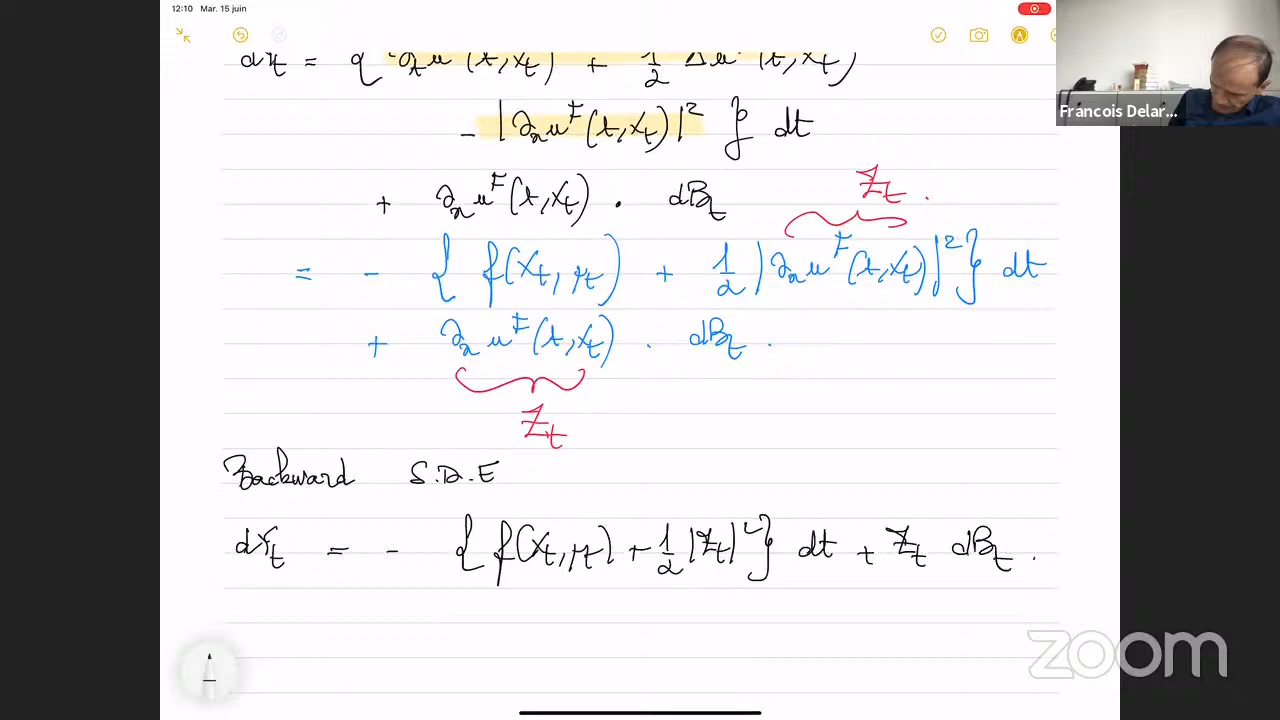 12:10 Mar. 15 juin
Francois Delar...
dY_t = { ∂_t u^F(t,X_t) + 1/2 Δu^F(t,X_t)
- |∂_x u^F(t,X_t)|^2 } dt
+ ∂_x u^F(t,X_t) . dB_t
Z_t .
= - { f(X_t, μ_t) + 1/2 |∂_x u^F(t,X_t)|^2 } dt
+ ∂_x u^F(t,X_t) . dB_t .
Z_t
Backward S.D.E
dY_t = - { f(X_t, μ_t) + 1/2 |Z_t|^2 } dt + Z_t dB_t .
zoom